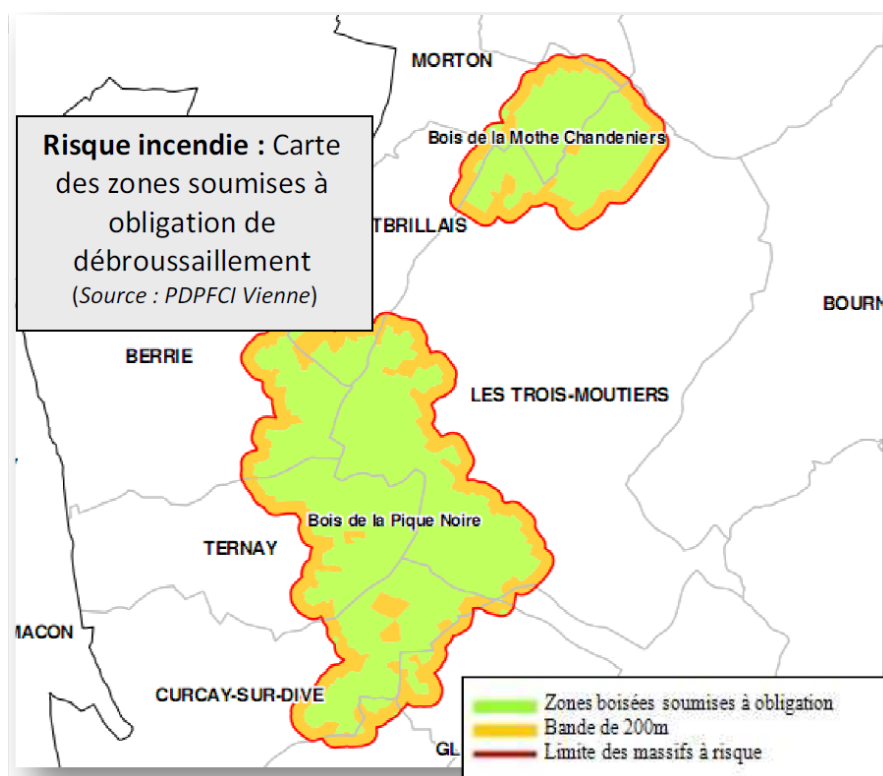 MORTON
Risque incendie : Carte
des zones soumises à
obligation de
débroussaillement
(Source : PDPFCI Vienne)
Bois de la Mothe Chandeniers
TBRILLAIS
BOURN
BERRIE
LES TROIS-MOUTIERS
Bois de la Pique Noire
TERNAY
MACON
CURCAY-SUR-DIVE
GL
Zones boisées soumises à obligation
Bande de 200m
Limite des massifs à risque